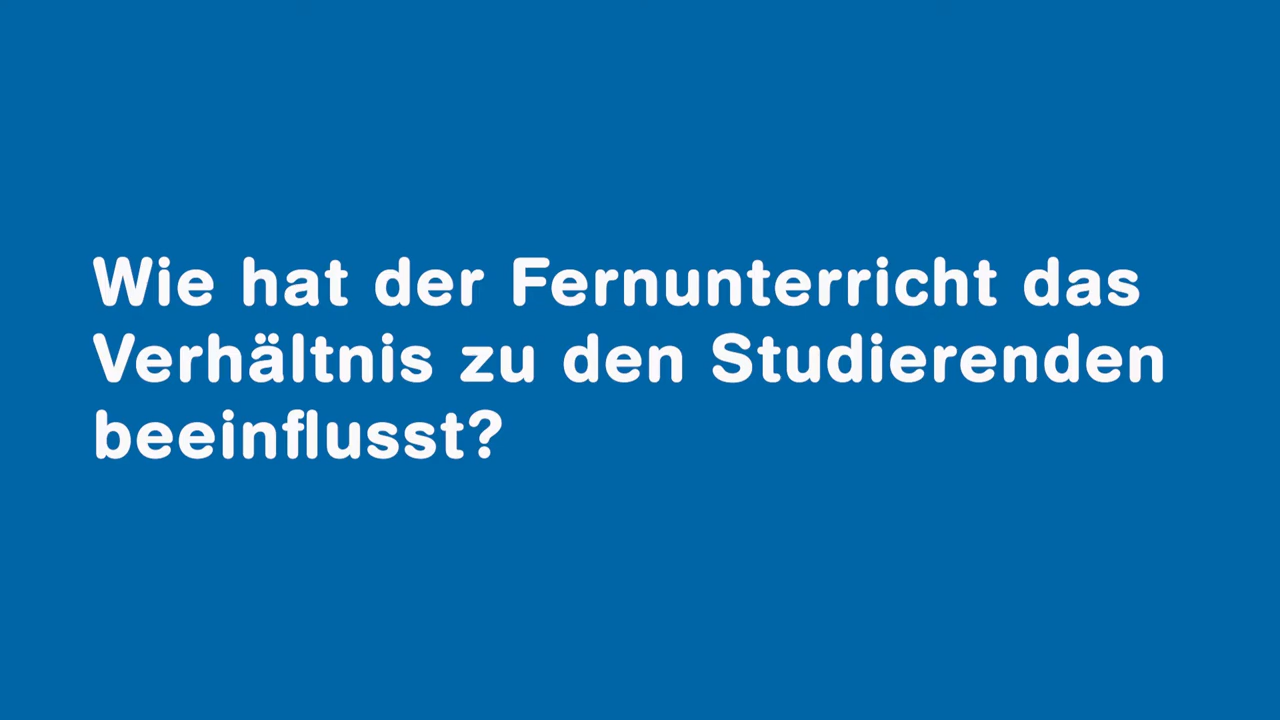 Wie hat der Fernunterricht das
Verhältnis zu den Studierenden
beeinflusst?